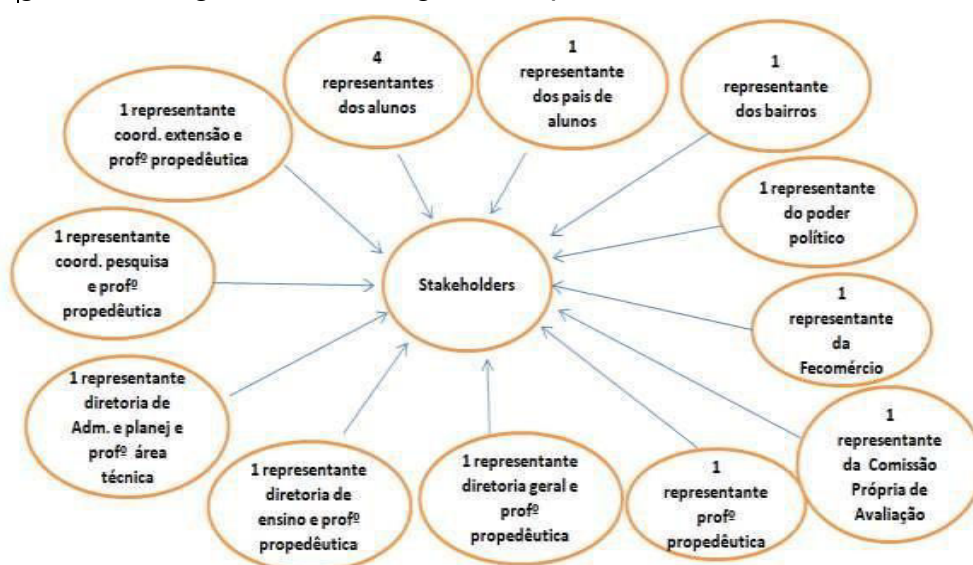 4
representantes
dos alunos
1
representante
dos pais de
alunos
1
representante
dos bairros
1 representante
do poder
político
1
representante
da
Fecomércio
1
representante
da Comissão
Própria de
Avaliação
1
representante
profº
propedêutica
1 representante
diretoria geral e
profº
propedêutica
1 representante
diretoria de
ensino e profº
propedêutica
1 representante
diretoria de
Adm. e planej e
profº área
técnica
1 representante
coord. pesquisa
e profº
propedêutica
1 representante
coord. extensão e
profº propedêutica
Stakeholders